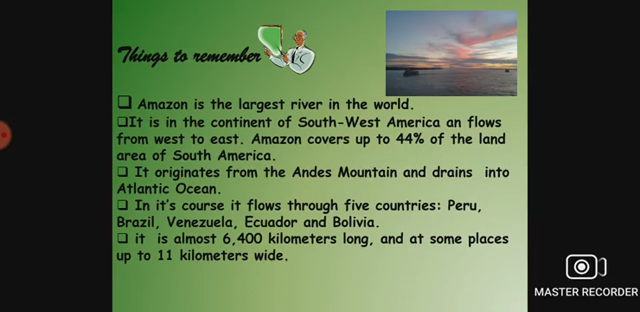 Things to remember
❑ Amazon is the largest river in the world.
❑It is in the continent of South-West America an flows
from west to east. Amazon covers up to 44% of the land
area of South America.
❑ It originates from the Andes Mountain and drains into
Atlantic Ocean.
❑ In it's course it flows through five countries: Peru,
Brazil, Venezuela, Ecuador and Bolivia.
❑ it is almost 6,400 kilometers long, and at some places
up to 11 kilometers wide.
MASTER RECORDER